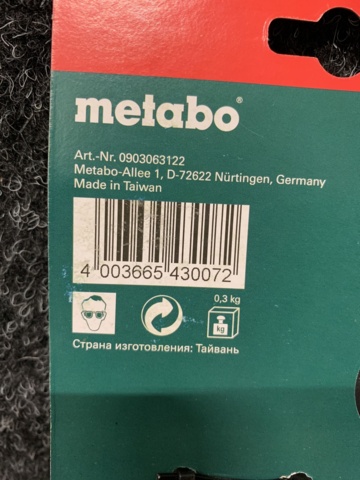 metabo®
Art.-Nr. 0903063122
Metabo-Allee 1, D-72622 Nürtingen, Germany
Made in Taiwan
4 003665 430072
0,3 kg
kg
Страна изготовления: Тайвань